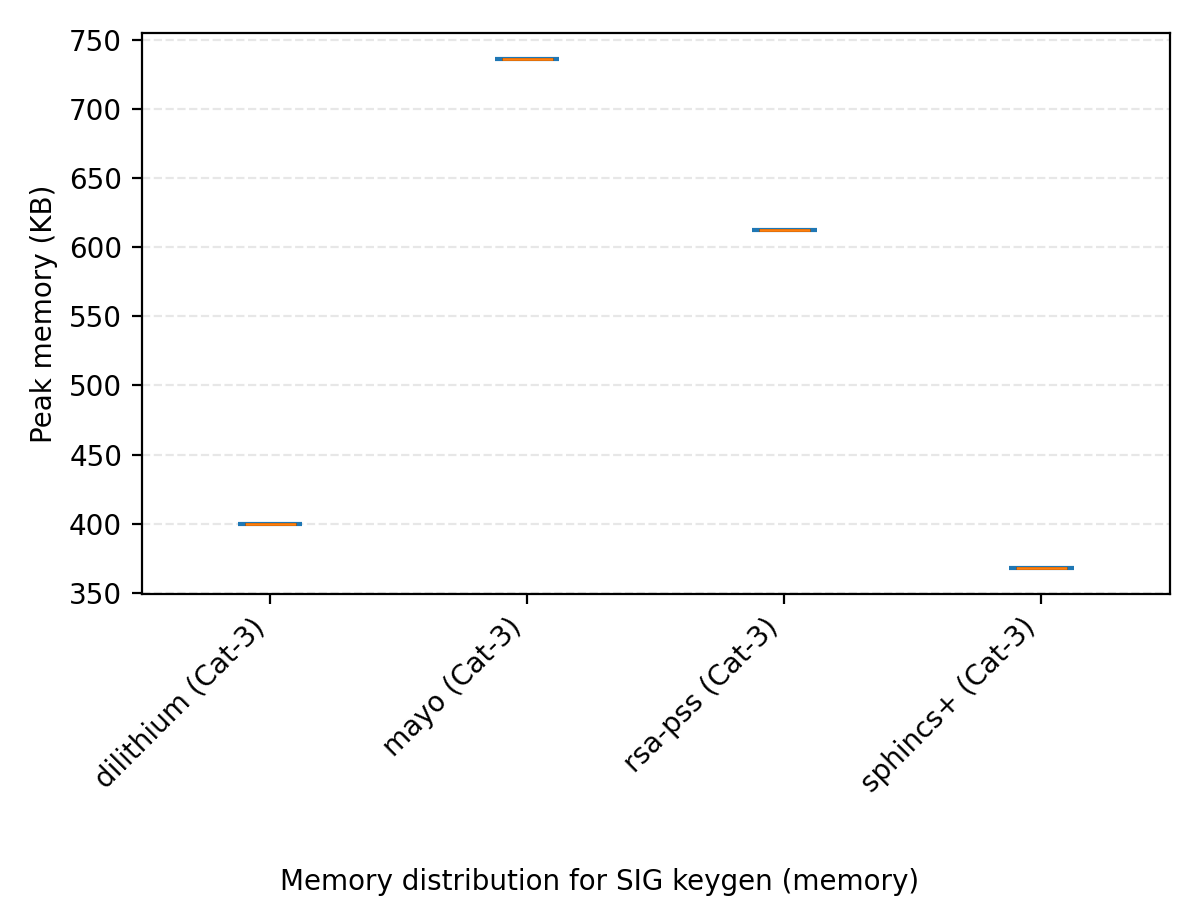 750
700
650
600
550
500
450
400
350
Peak memory (KB)
dilithium (Cat-3)
mayo (Cat-3)
rsa-pss (Cat-3)
sphincs+ (Cat-3)
Memory distribution for SIG keygen (memory)